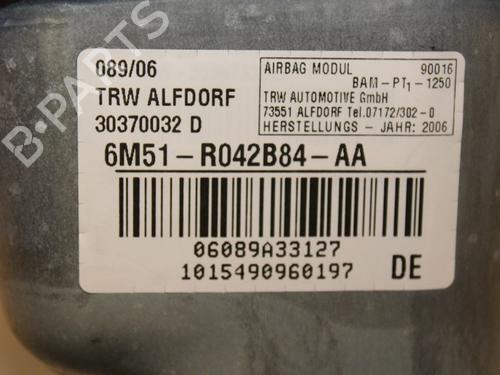 089/06
TRW ALFDORF
30370032 D
AIRBAG MODUL 90016
BAM-PT1-1250
TRW AUTOMOTIVE GmbH
73551 ALFDORF Tel.07172/302-0
HERSTELLUNGS - JAHR: 2006
6M51-R042B84-AA
06089A33127
1015490960197 DE
B-PARTS